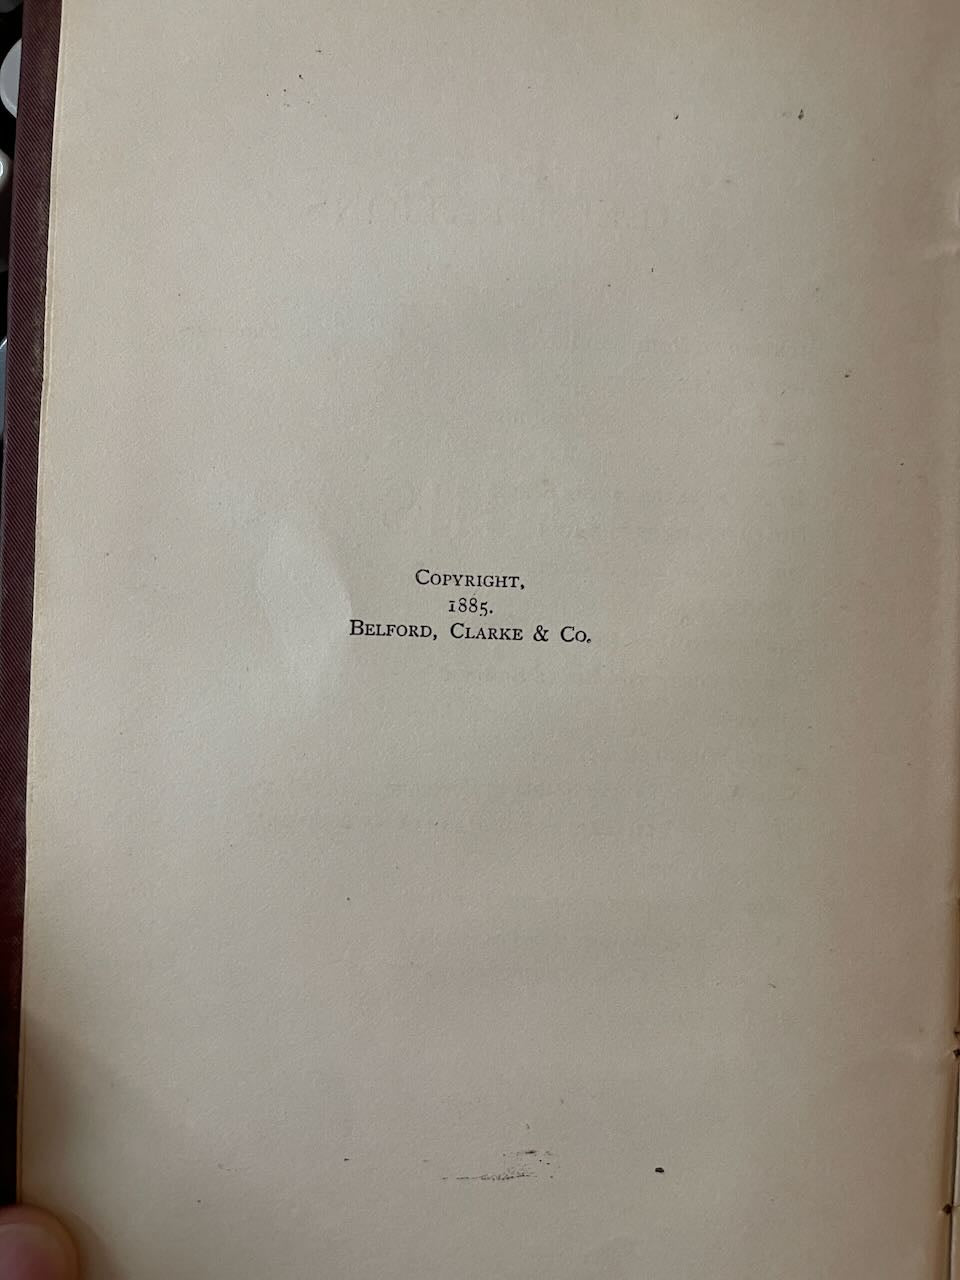 Copyright,
1885.
Belford, Clarke & Co.